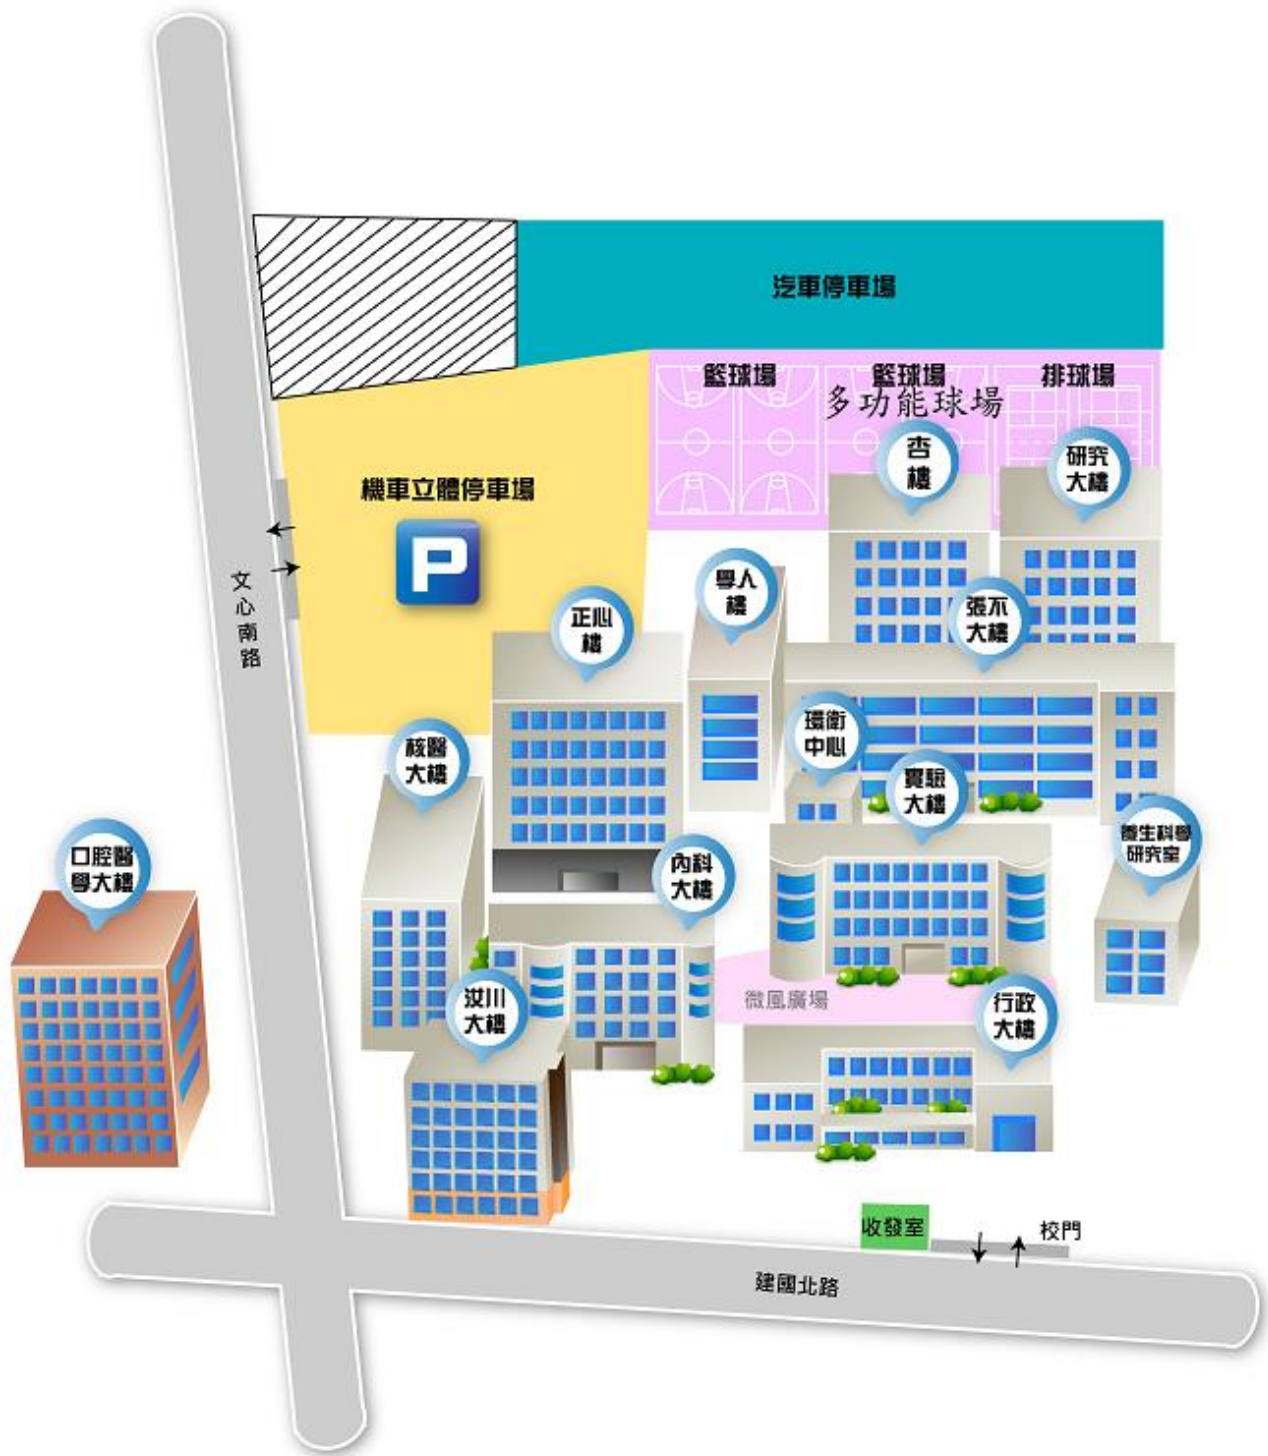 汽車停車場
籃球場
籃球場
排球場
多功能球場
杏
樓
研究
大樓
機車立體停車場
P
文心南路
學人
樓
正心
樓
張不
大樓
環衛
中心
核醫
大樓
實驗
大樓
養生科學
研究室
口腔醫
學大樓
內科
大樓
汶川
大樓
微風廣場
行政
大樓
收發室
校門
建國北路